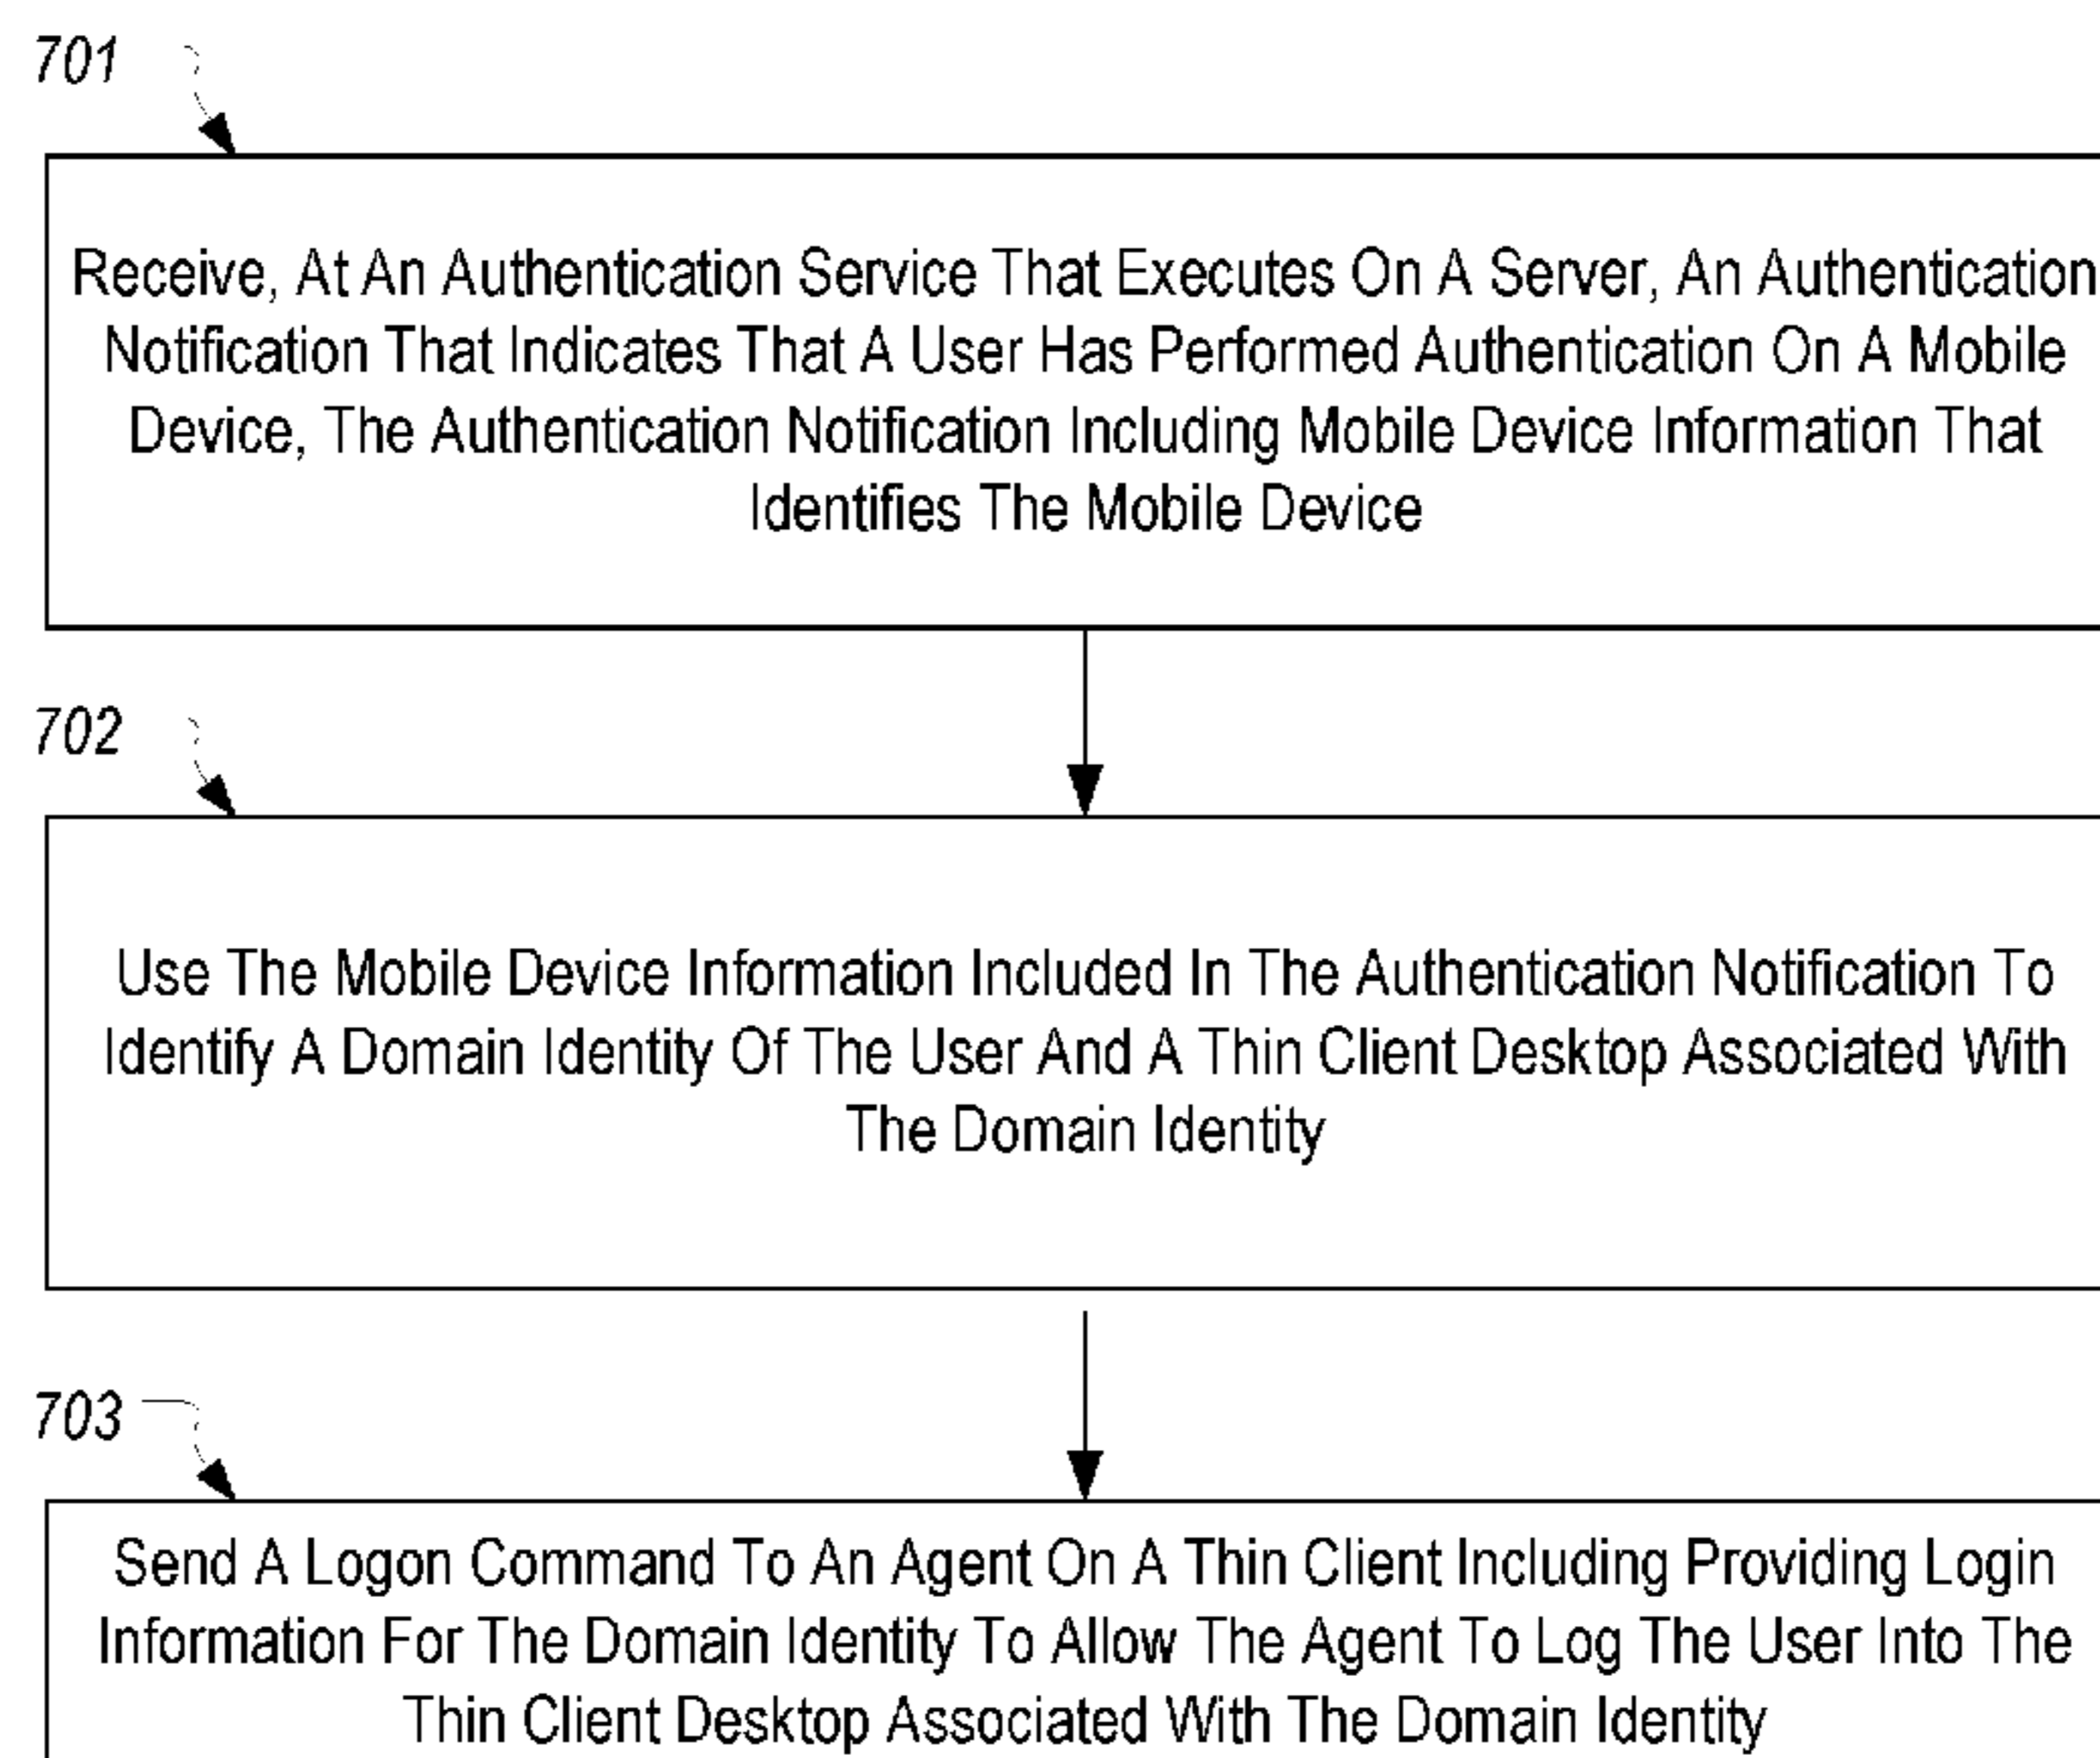 701
Receive, At An Authentication Service That Executes On A Server, An Authentication
Notification That Indicates That A User Has Performed Authentication On A Mobile
Device, The Authentication Notification Including Mobile Device Information That
Identifies The Mobile Device
702
Use The Mobile Device Information Included In The Authentication Notification To
Identify A Domain Identity Of The User And A Thin Client Desktop Associated With
The Domain Identity
703
Send A Logon Command To An Agent On A Thin Client Including Providing Login
Information For The Domain Identity To Allow The Agent To Log The User Into The
Thin Client Desktop Associated With The Domain Identity